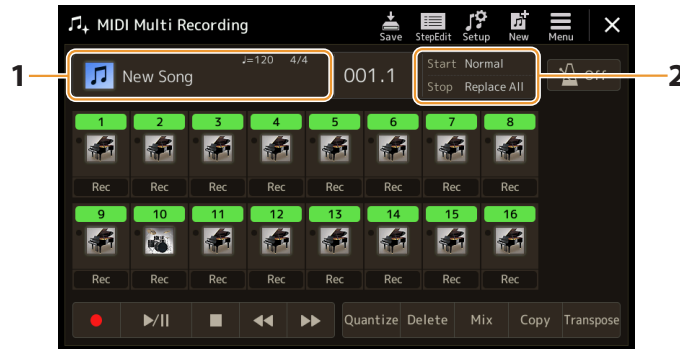 MIDI Multi Recording
Save StepEdit Setup New Menu
1 New Song ♩=120 4/4 001.1 Start Normal Off 2
Stop Replace All
1 2 3 4 5 6 7 8
Rec Rec Rec Rec Rec Rec Rec Rec
9 10 11 12 13 14 15 16
Rec Rec Rec Rec Rec Rec Rec Rec
Quantize Delete Mix Copy Transpose